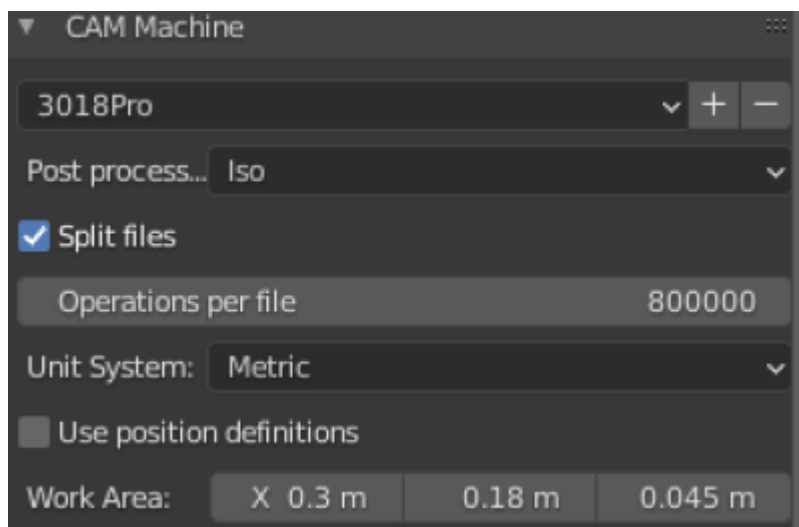 CAM Machine
3018Pro
Post process... Iso
Split files
Operations per file 800000
Unit System: Metric
Use position definitions
Work Area: X 0.3 m 0.18 m 0.045 m